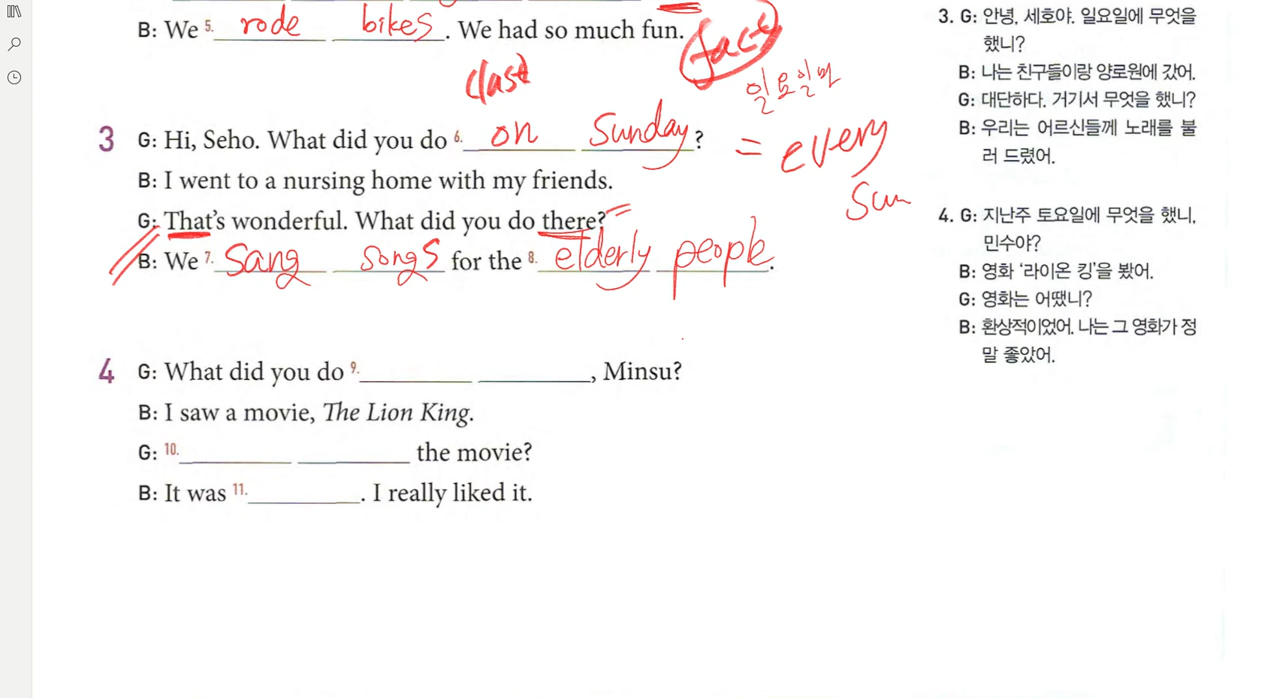 B: We 5. rode bikes. We had so much fun.
(last
fact
일요일마
3 G: Hi, Seho. What did you do 6. on Sunday?
= every
Sun
B: I went to a nursing home with my friends.
G: That's wonderful. What did you do there?
B: We 7. Sang songs for the 8. elderly people.
4 G: What did you do 9. , Minsu?
B: I saw a movie, The Lion King.
G: 10. the movie?
B: It was 11. . I really liked it.
3. G: 안녕, 세호야. 일요일에 무엇을
했니?
B: 나는 친구들이랑 양로원에 갔어.
G: 대단하다. 거기서 무엇을 했니?
B: 우리는 어르신들께 노래를 불
러 드렸어.
4. G: 지난주 토요일에 무엇을 했니,
민수야?
B: 영화 ‘라이온 킹’을 봤어.
G: 영화는 어땠니?
B: 환상적이었어. 나는 그 영화가 정
말 좋았어.